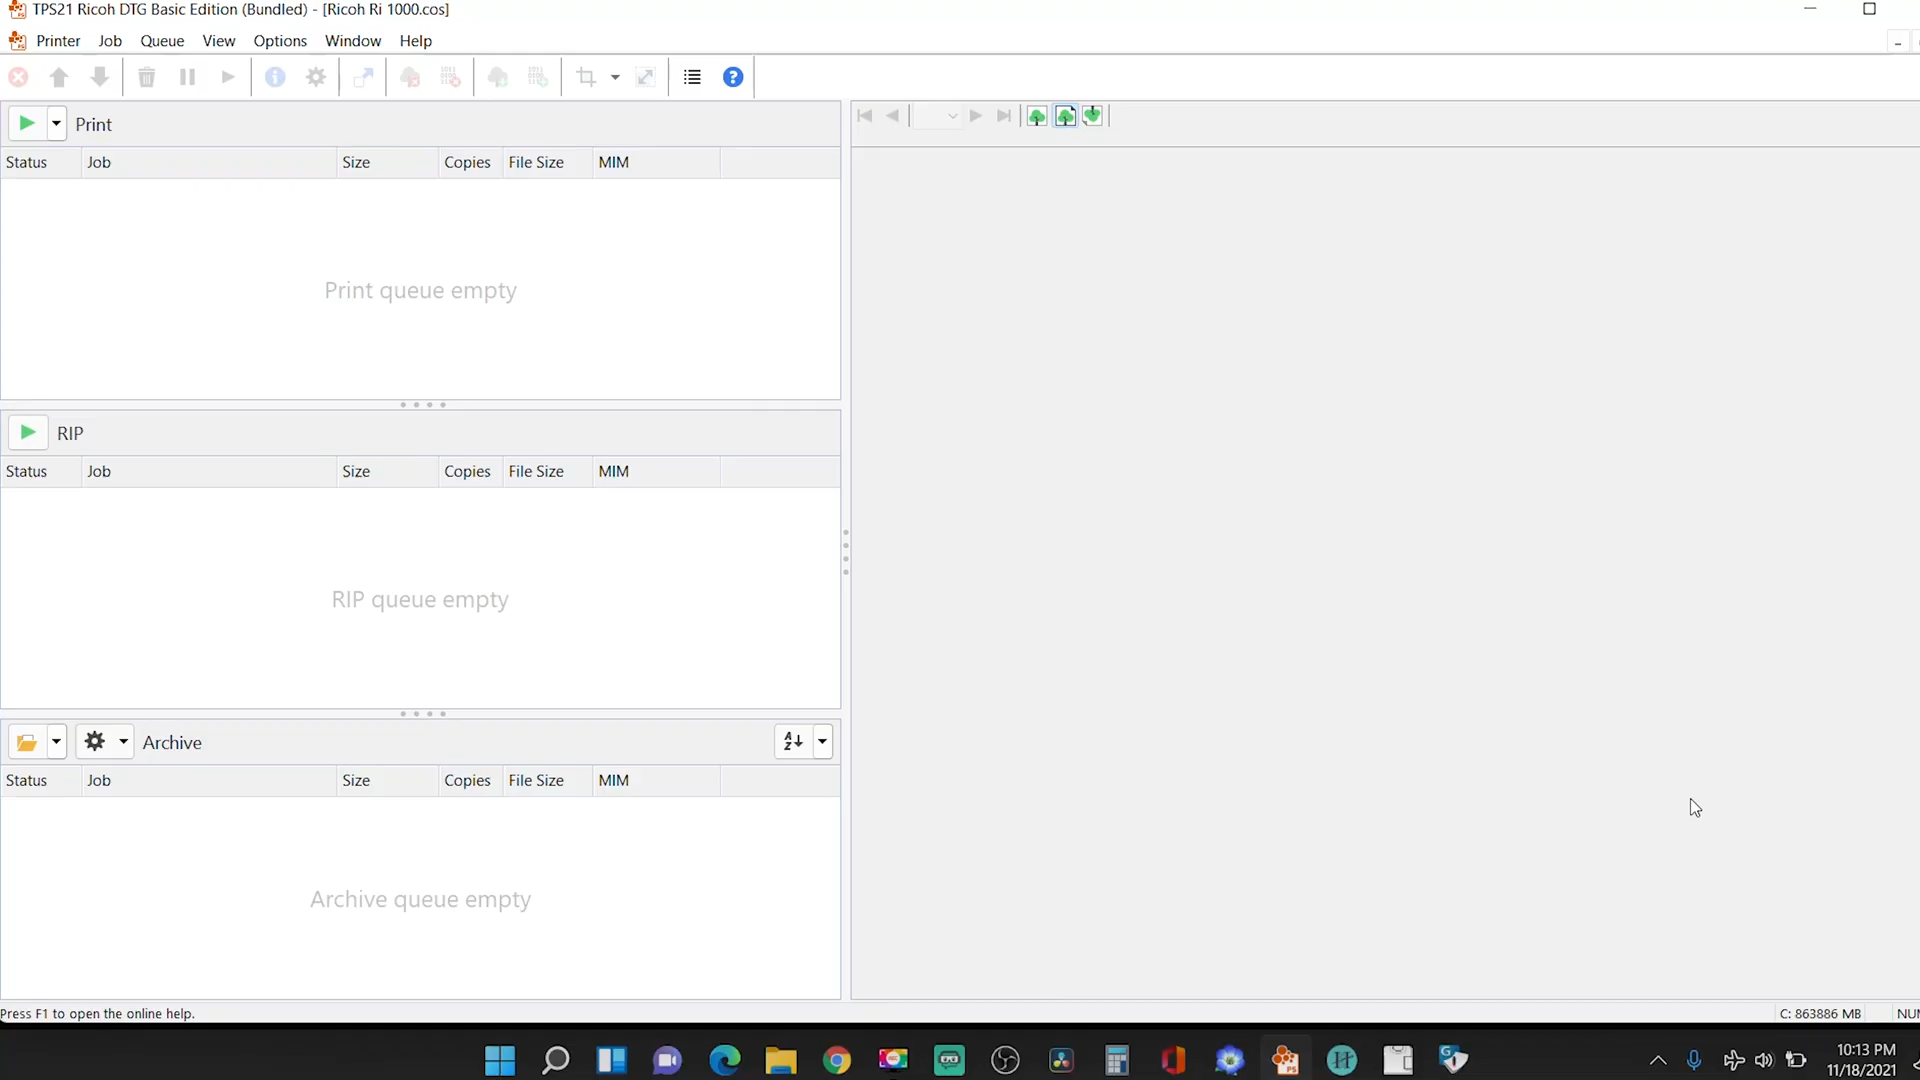 TPS21 Ricoh DTG Basic Edition (Bundled) - [Ricoh Ri 1000.cos]
Printer Job Queue View Options Window Help
Print
Status Job Size Copies File Size MIM
Print queue empty
RIP
Status Job Size Copies File Size MIM
RIP queue empty
Archive
Status Job Size Copies File Size MIM
Archive queue empty
Press F1 to open the online help.
C: 863886 MB
10:13 PM
11/18/2021